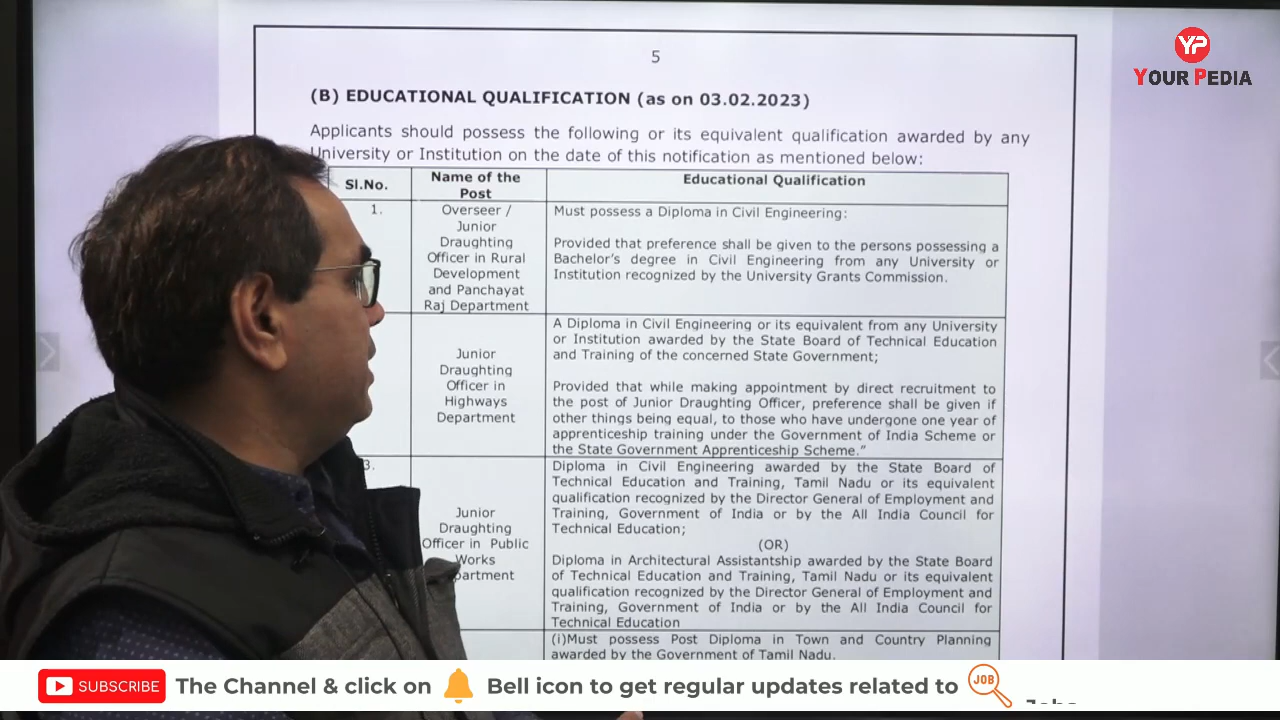 5
YP
YOUR PEDIA
(B) EDUCATIONAL QUALIFICATION (as on 03.02.2023)
Applicants should possess the following or its equivalent qualification awarded by any
University or Institution on the date of this notification as mentioned below:
Sl.No.
Name of the
Post
Educational Qualification
1.
Overseer /
Junior
Draughting
Officer in Rural
Development
and Panchayat
Raj Department
Must possess a Diploma in Civil Engineering:
Provided that preference shall be given to the persons possessing a
Bachelor's degree in Civil Engineering from any University or
Institution recognized by the University Grants Commission.
Junior
Draughting
Officer in
Highways
Department
A Diploma in Civil Engineering or its equivalent from any University
or Institution awarded by the State Board of Technical Education
and Training of the concerned State Government;
Provided that while making appointment by direct recruitment to
the post of Junior Draughting Officer, preference shall be given if
other things being equal, to those who have undergone one year of
apprenticeship training under the Government of India Scheme or
the State Government Apprenticeship Scheme."
3.
Junior
Draughting
Officer in Public
Works
partment
Diploma in Civil Engineering awarded by the State Board of
Technical Education and Training, Tamil Nadu or its equivalent
qualification recognized by the Director General of Employment and
Training, Government of India or by the All India Council for
Technical Education;
(OR)
Diploma in Architectural Assistantship awarded by the State Board
of Technical Education and Training, Tamil Nadu or its equivalent
qualification recognized by the Director General of Employment and
Training, Government of India or by the All India Council for
Technical Education
(i)Must possess Post Diploma in Town and Country Planning
awarded by the Government of Tamil Nadu.
SUBSCRIBE The Channel & click on Bell icon to get regular updates related to JOB